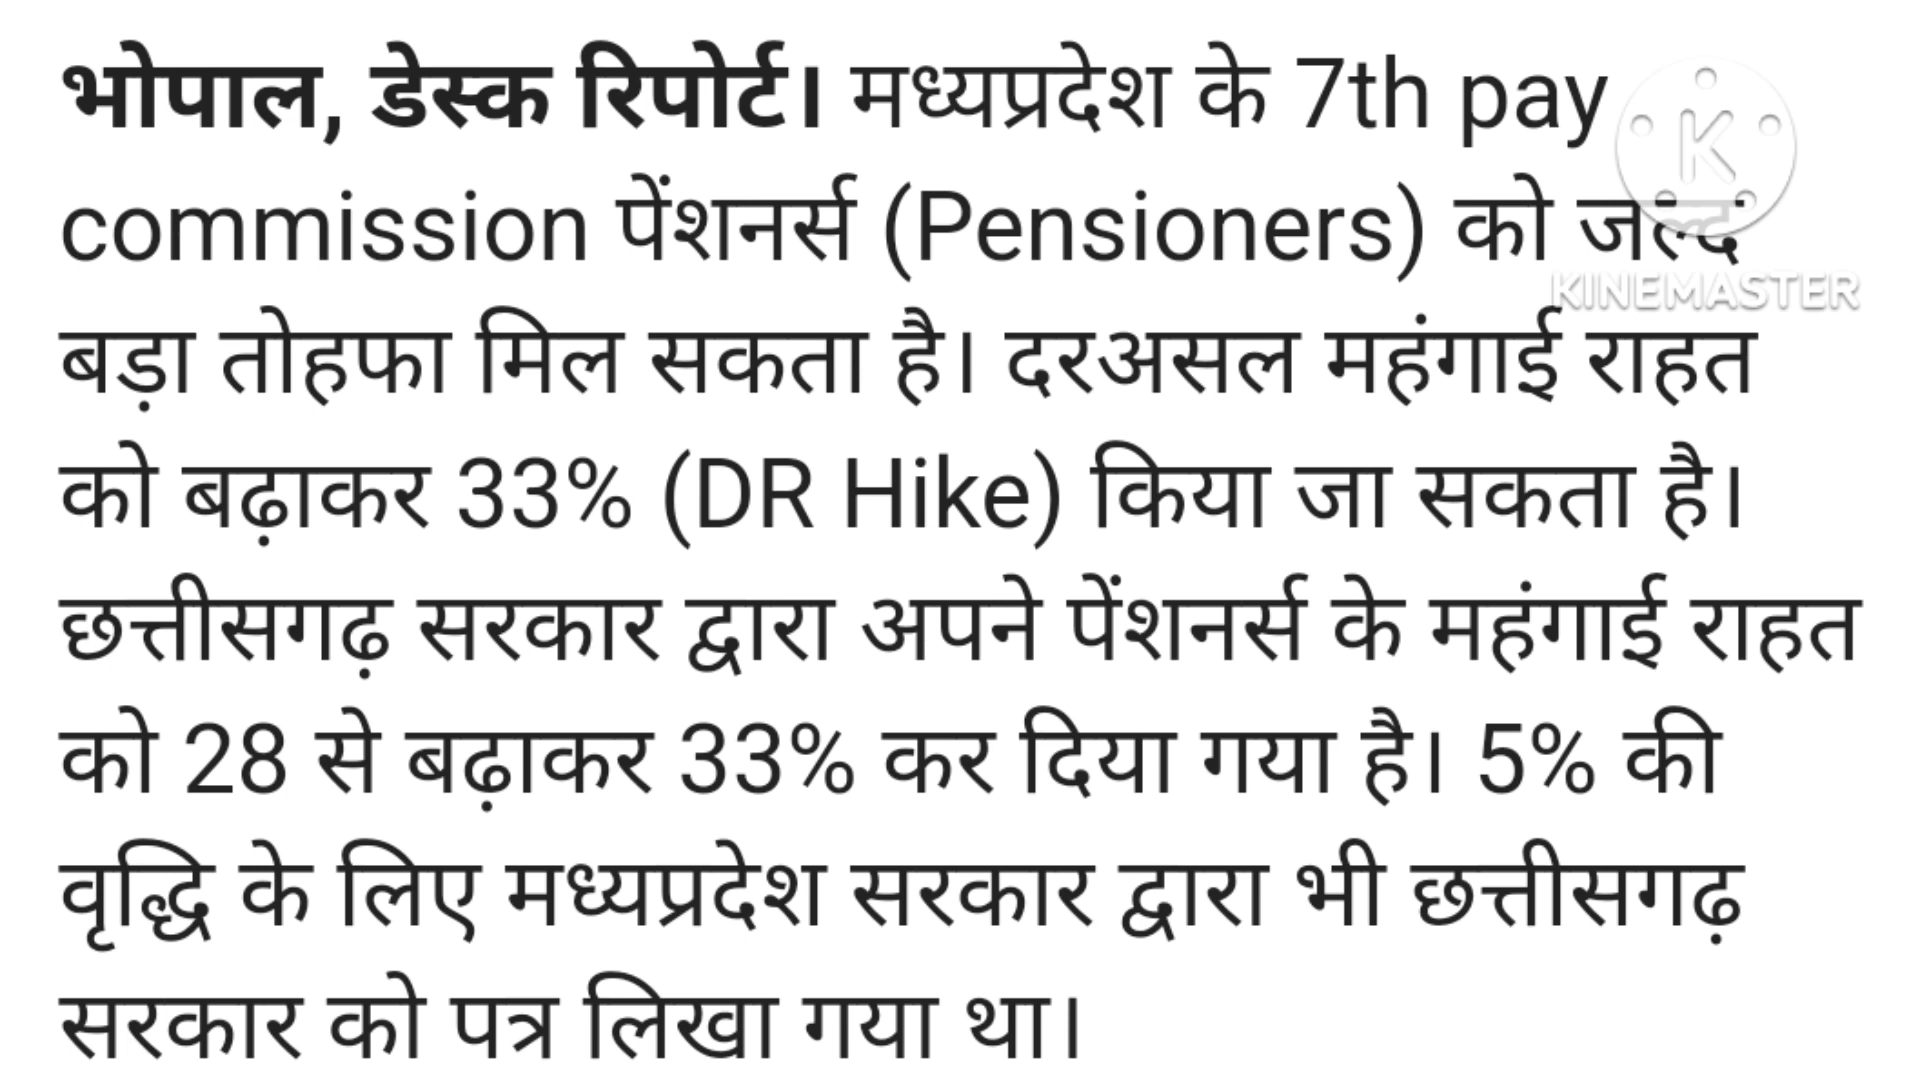 भोपाल, डेस्क रिपोर्ट। मध्यप्रदेश के 7th pay
commission पेंशनर्स (Pensioners) को जल्द
बड़ा तोहफा मिल सकता है। दरअसल महंगाई राहत
को बढ़ाकर 33% (DR Hike) किया जा सकता है।
छत्तीसगढ़ सरकार द्वारा अपने पेंशनर्स के महंगाई राहत
को 28 से बढ़ाकर 33% कर दिया गया है। 5% की
वृद्धि के लिए मध्यप्रदेश सरकार द्वारा भी छत्तीसगढ़
सरकार को पत्र लिखा गया था।
K
KINEMASTER